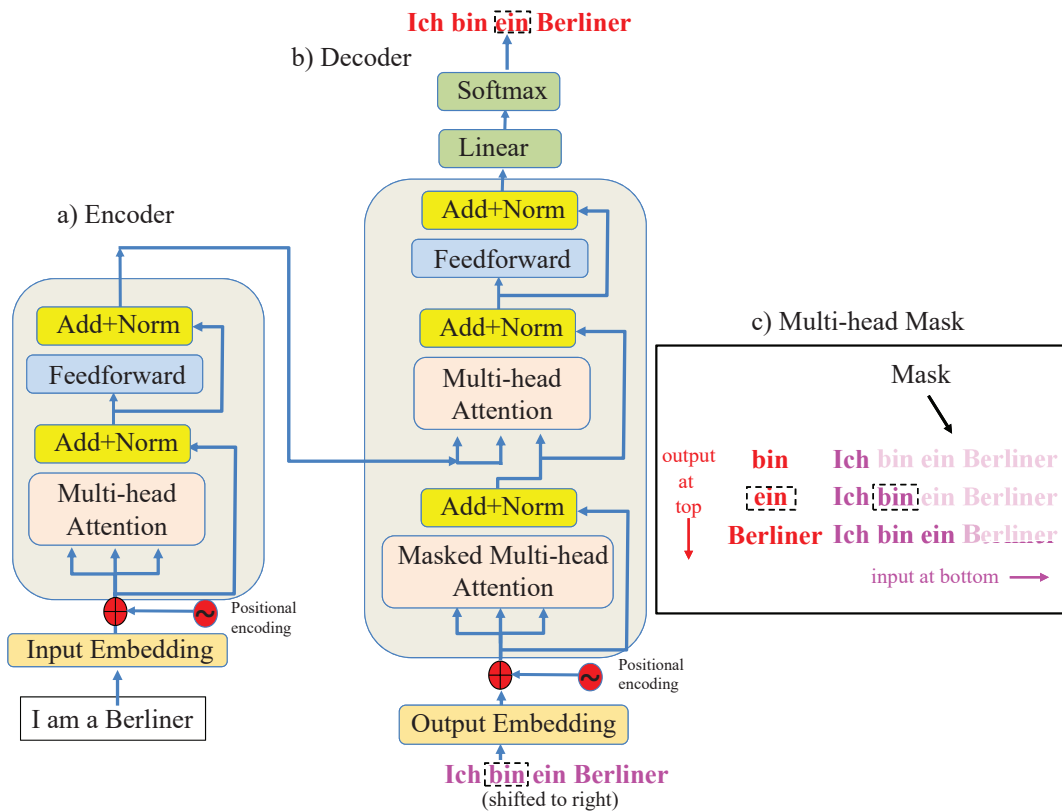 Ich bin ein Berliner
b) Decoder
Softmax
Linear
Add+Norm
Feedforward
Add+Norm
Multi-head
Attention
Add+Norm
Masked Multi-head
Attention
Positional
encoding
Output Embedding
Ich bin ein Berliner
(shifted to right)
a) Encoder
Add+Norm
Feedforward
Add+Norm
Multi-head
Attention
Positional
encoding
Input Embedding
I am a Berliner
c) Multi-head Mask
Mask
output
at
top
bin Ich bin ein Berliner
ein Ich bin ein Berliner
Berliner Ich bin ein Berliner
input at bottom